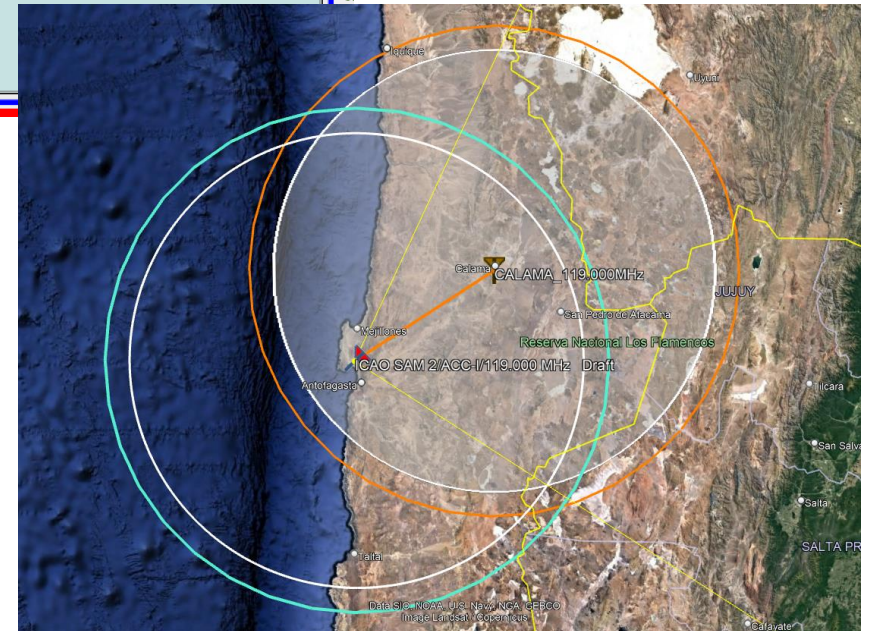 Iquique
Uyuni
Calama
CALAMA_119.000MHz
JUJUY
San Pedro de Atacama
Mejillones
Reserva Nacional Los Flamencos
ICAO SAM 2/ACC-I/119.000 MHz Draft
Antofagasta
Tilcara
San Salv
Salta
SALTA PR
Taltal
Data SIO, NOAA, U.S. Navy, NGA, GEBCO
Image Landsat / Copernicus
Cafayate